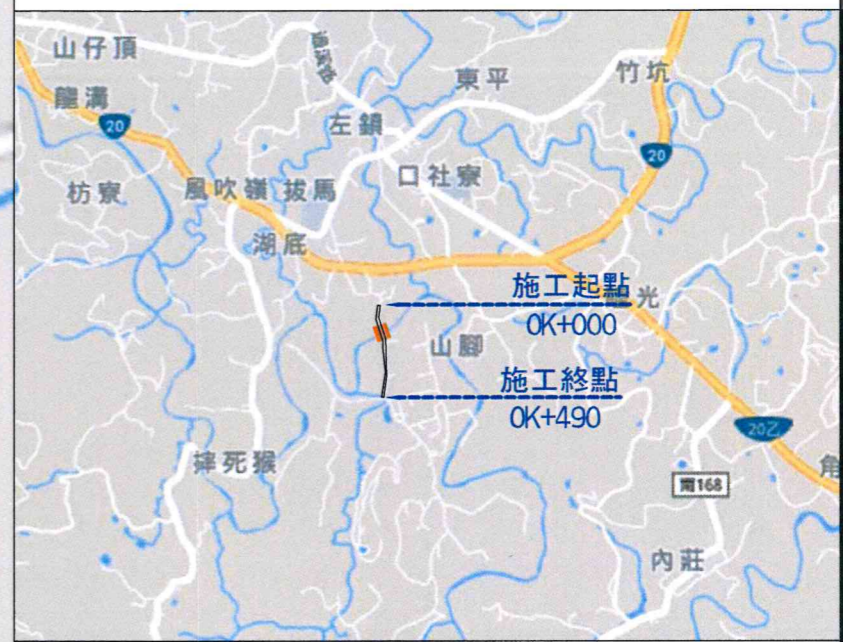 山仔頂
東平
竹坑
龍溝
20
左鎮
20
口社寮
枋寮
風吹嶺
拔馬
湖底
施工起點
光
0K+000
山腳
施工終點
0K+490
20乙
摔死猴
角
南168
內莊